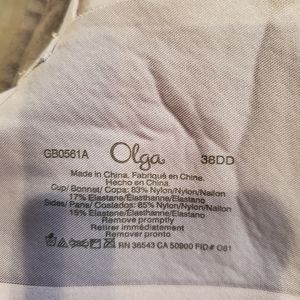 GB0561A Olga 38DD
Made in China. Fabriqué en Chine.
Hecho en China.
Cup/ Bonnet/ Copa: 83% Nylon/Nylon/Nailon
17% Elastane/Elasthanne/Elastano
Sides/ Pans/ Costados: 85% Nylon/Nylon/Nailon
15% Elastane/Elasthanne/Elastano
Remove promptly
Retirer immédiatement
Remover pronto
RN 36543 CA 50900 FID# 081